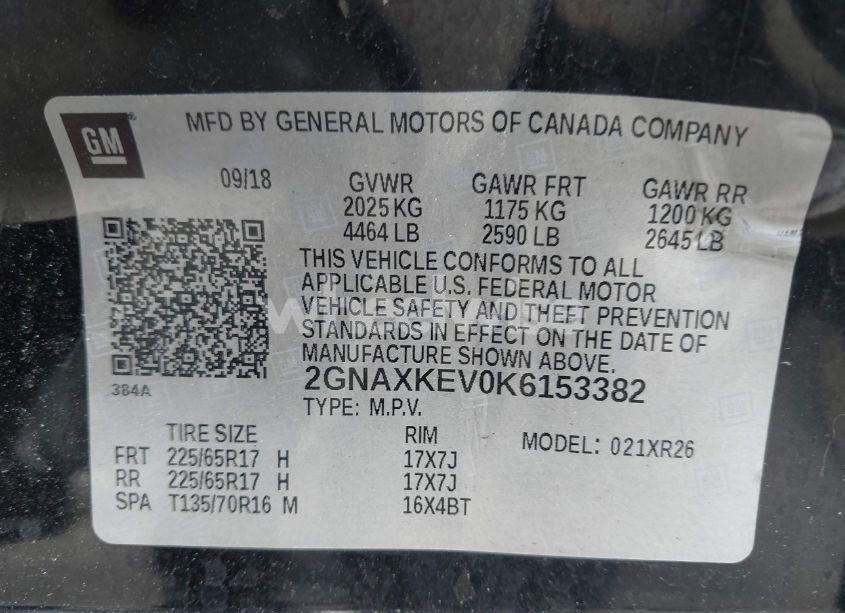 GM
MFD BY GENERAL MOTORS OF CANADA COMPANY
09/18 GVWR GAWR FRT GAWR RR
2025 KG 1175 KG 1200 KG
4464 LB 2590 LB 2645 LB
THIS VEHICLE CONFORMS TO ALL
APPLICABLE U.S. FEDERAL MOTOR
VEHICLE SAFETY AND THEFT PREVENTION
STANDARDS IN EFFECT ON THE DATE OF
MANUFACTURE SHOWN ABOVE.
384A
2GNAXKEV0K6153382
TYPE: M.P.V.
TIRE SIZE RIM MODEL: 021XR26
FRT 225/65R17 H 17X7J
RR 225/65R17 H 17X7J
SPA T135/70R16 M 16X4BT